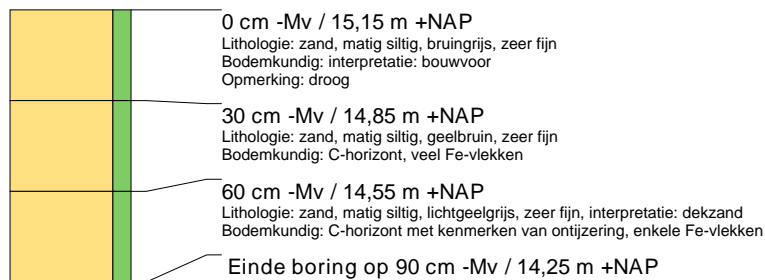 0 cm -Mv / 15,15 m +NAP
Lithologie: zand, matig siltig, bruingrijs, zeer fijn
Bodemkundig: interpretatie: bouwvoor
Opmerking: droog
30 cm -Mv / 14,85 m +NAP
Lithologie: zand, matig siltig, geelbruin, zeer fijn
Bodemkundig: C-horizont, veel Fe-vlekken
60 cm -Mv / 14,55 m +NAP
Lithologie: zand, matig siltig, lichtgeelgrijs, zeer fijn, interpretatie: dekzand
Bodemkundig: C-horizont met kenmerken van ontijzering, enkele Fe-vlekken
Einde boring op 90 cm -Mv / 14,25 m +NAP